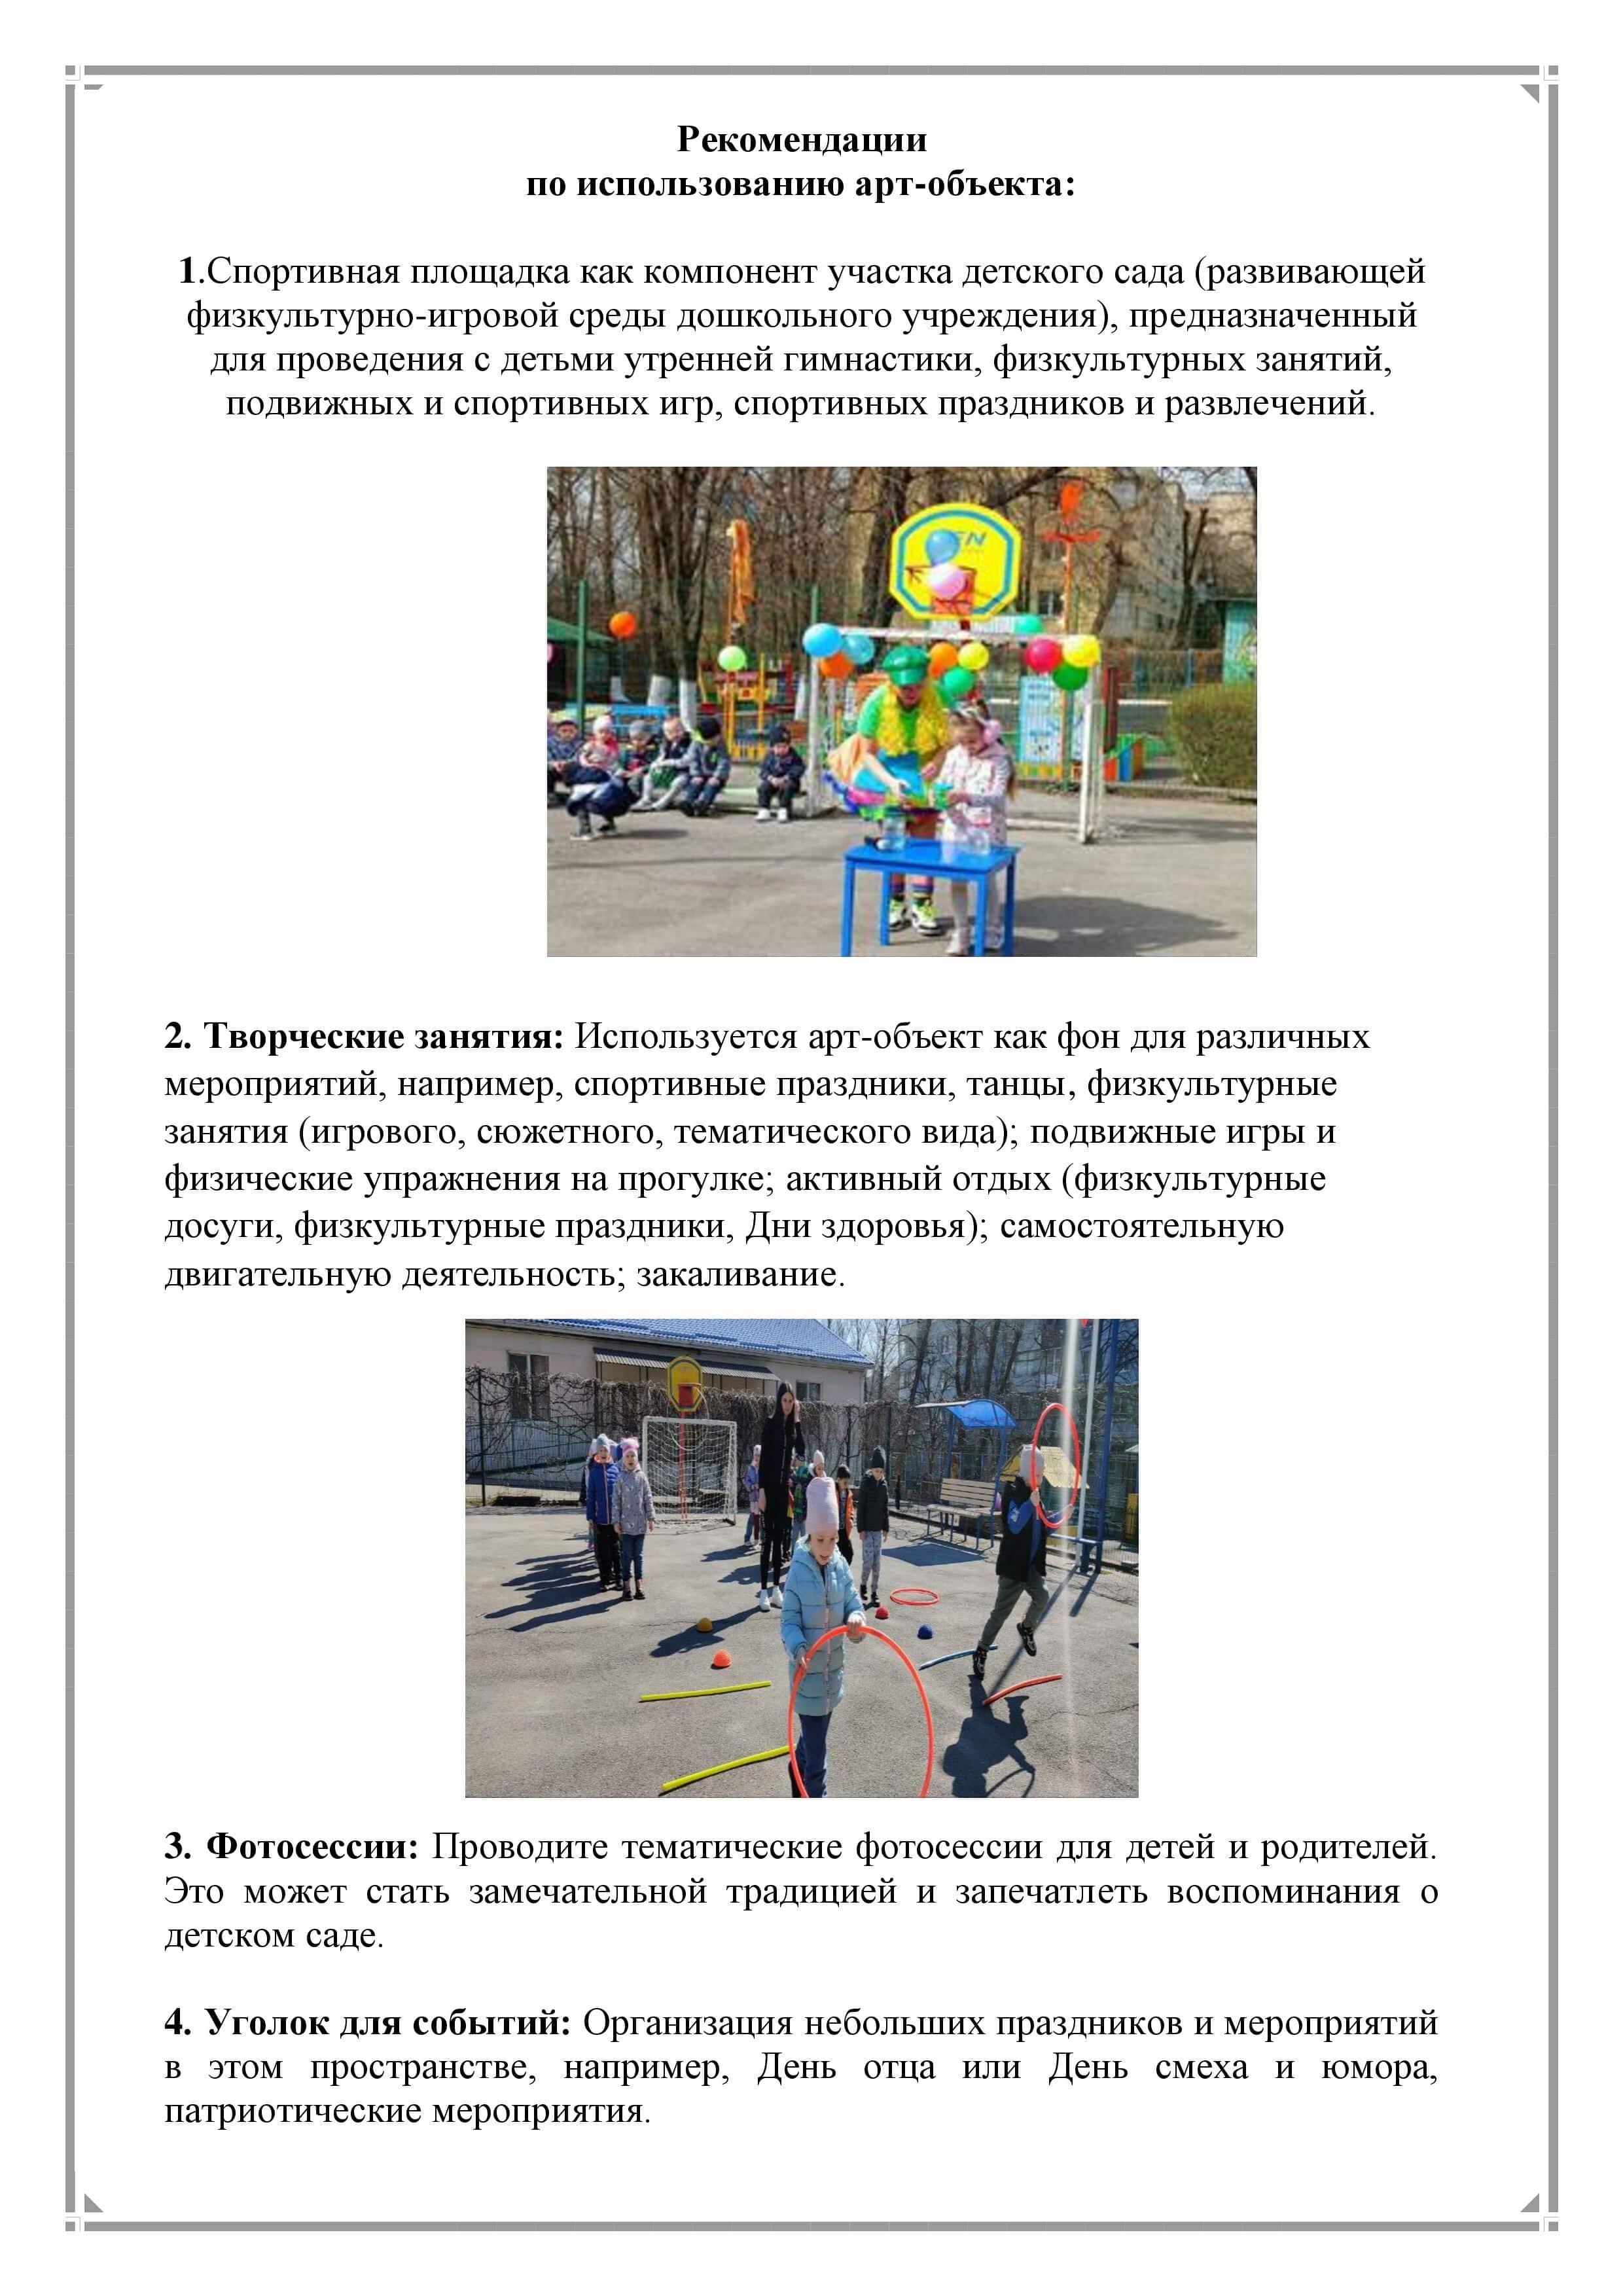 Рекомендации
по использованию арт-объекта:
1.Спортивная площадка как компонент участка детского сада (развивающей
физкультурно-игровой среды дошкольного учреждения), предназначенный
для проведения с детьми утренней гимнастики, физкультурных занятий,
подвижных и спортивных игр, спортивных праздников и развлечений.
2. Творческие занятия: Используется арт-объект как фон для различных
мероприятий, например, спортивные праздники, танцы, физкультурные
занятия (игрового, сюжетного, тематического вида); подвижные игры и
физические упражнения на прогулке; активный отдых (физкультурные
досуги, физкультурные праздники, Дни здоровья); самостоятельную
двигательную деятельность; закаливание.
3. Фотосессии: Проводите тематические фотосессии для детей и родителей.
Это может стать замечательной традицией и запечатлеть воспоминания о
детском саде.
4. Уголок для событий: Организация небольших праздников и мероприятий
в этом пространстве, например, День отца или День смеха и юмора,
патриотические мероприятия.